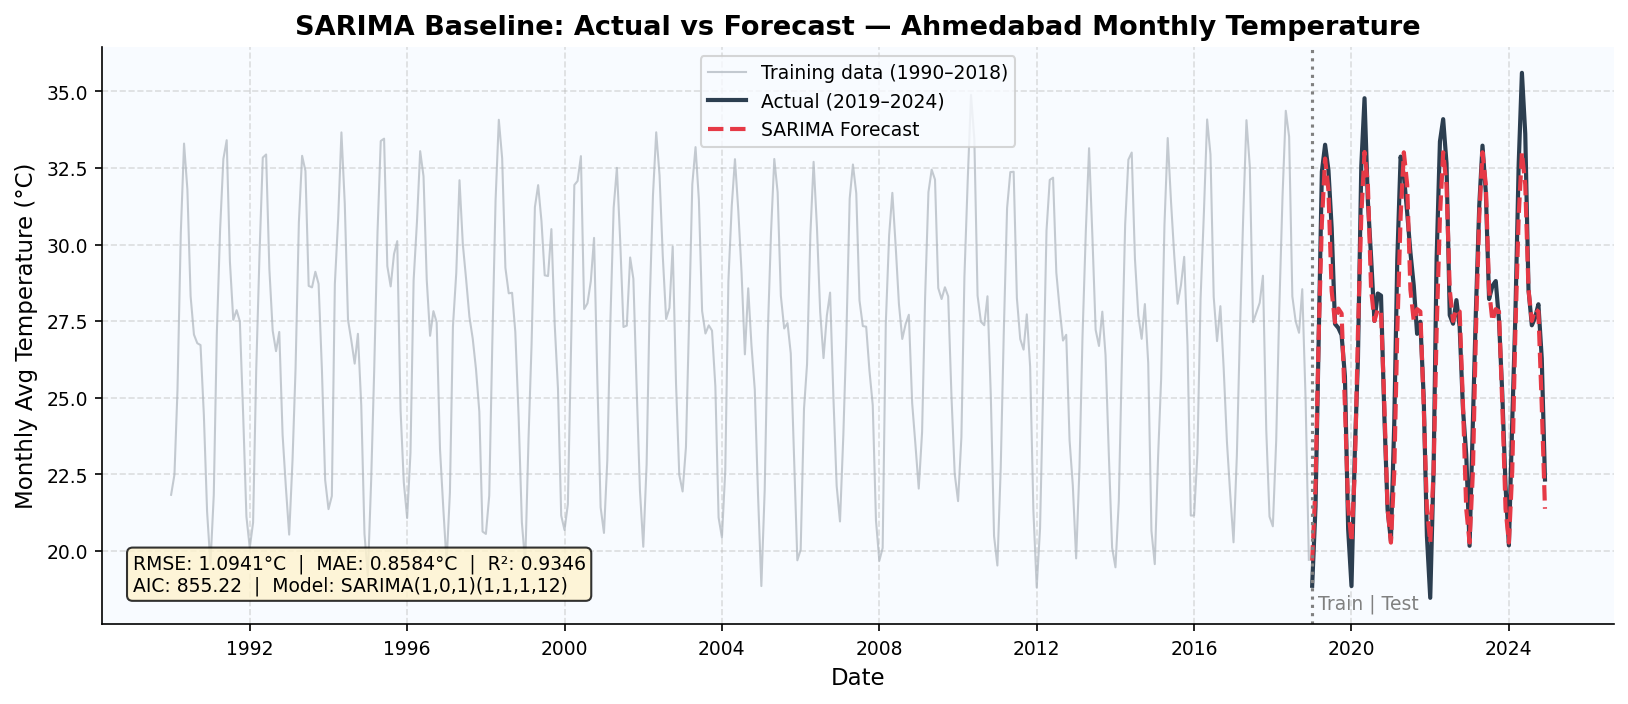 SARIMA Baseline: Actual vs Forecast — Ahmedabad Monthly Temperature
Training data (1990–2018)
Actual (2019–2024)
SARIMA Forecast
Monthly Avg Temperature (°C)
35.0
32.5
30.0
27.5
25.0
22.5
20.0
RMSE: 1.0941°C | MAE: 0.8584°C | R²: 0.9346
AIC: 855.22 | Model: SARIMA(1,0,1)(1,1,1,12)
Train | Test
1992
1996
2000
2004
2008
2012
2016
2020
2024
Date